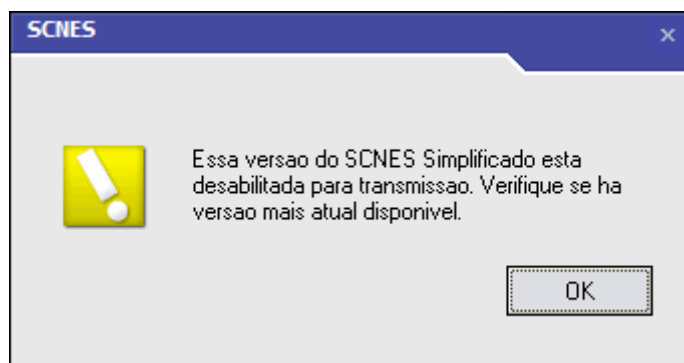 SCNES
Essa versao do SCNES Simplificado esta
desabilitada para transmissao. Verifique se ha
versao mais atual disponivel.
OK